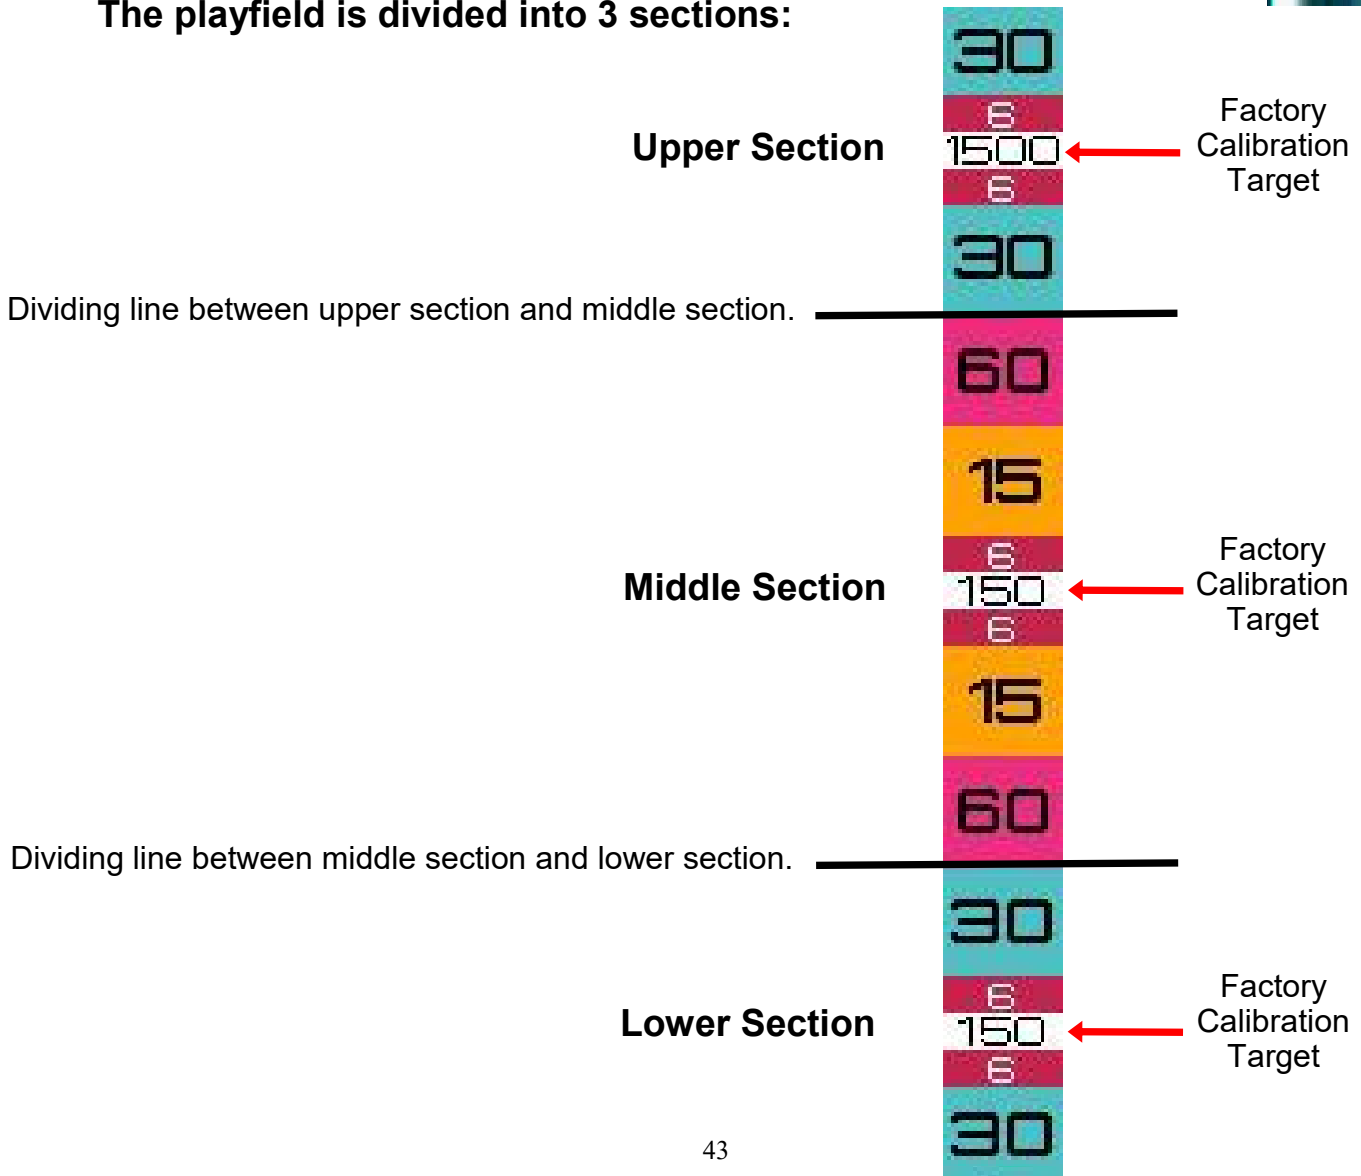 The playfield is divided into 3 sections:
30
6
Upper Section
1500
Factory
Calibration
Target
6
30
Dividing line between upper section and middle section.
60
15
6
Middle Section
150
Factory
Calibration
Target
6
15
60
Dividing line between middle section and lower section.
30
6
Lower Section
150
Factory
Calibration
Target
6
30
43